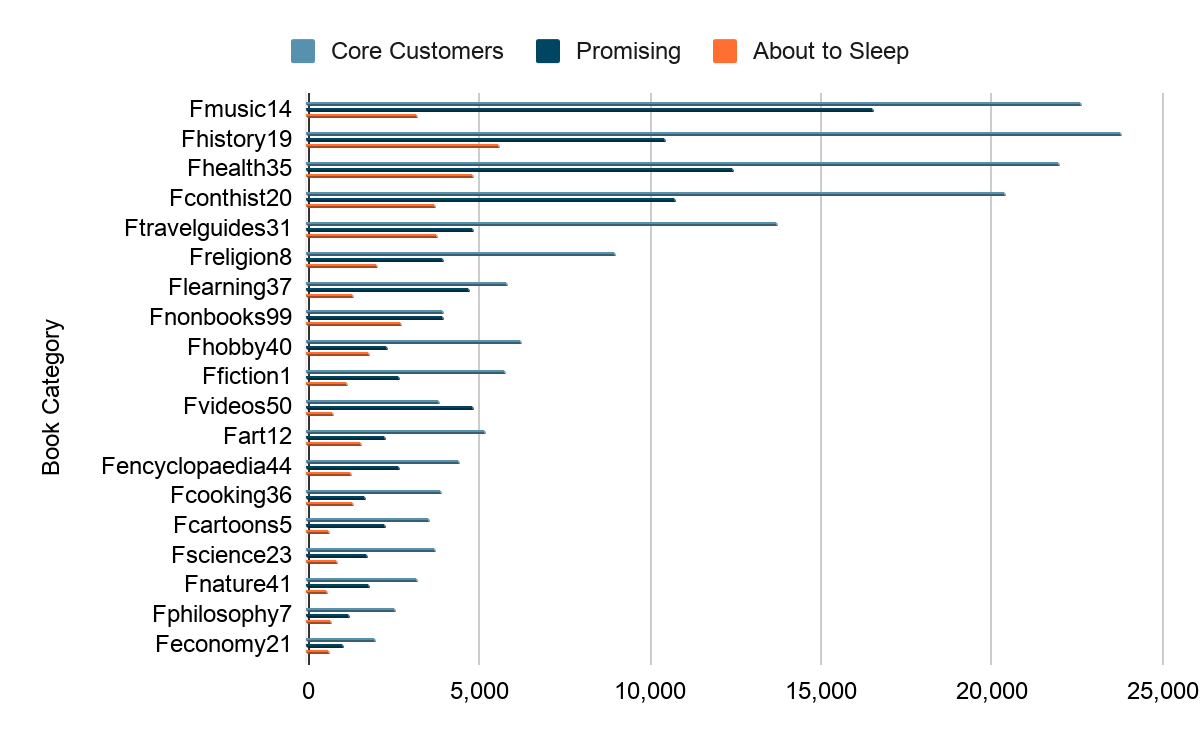 Core Customers Promising About to Sleep
Book Category
Fmusic14
Fhistory19
Fhealth35
Fconthist20
Ftravelguides31
Freligion8
Flearning37
Fnonbooks99
Fhobby40
Ffiction1
Fvideos50
Fart12
Fencyclopaedia44
Fcooking36
Fcartoons5
Fscience23
Fnature41
Fphilosophy7
Feconomy21
0 5,000 10,000 15,000 20,000 25,000